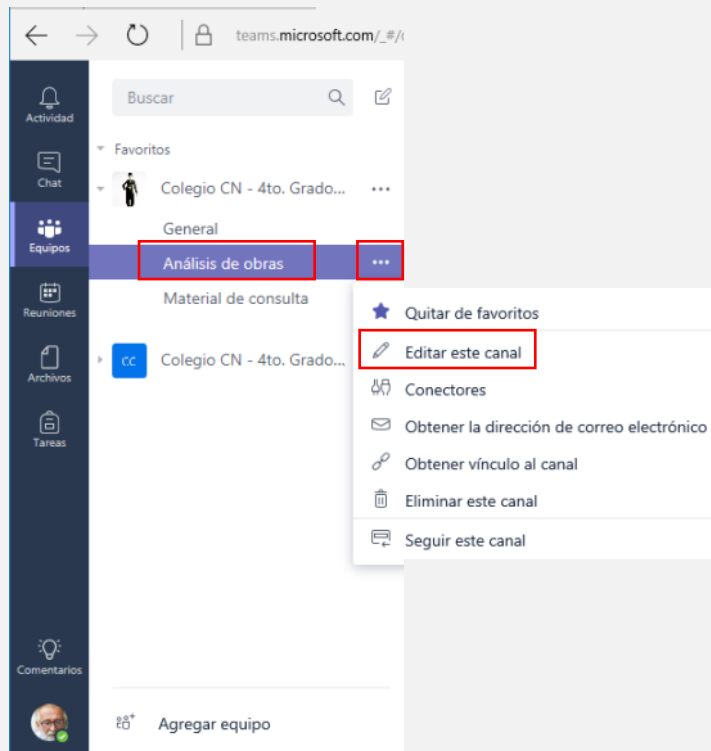 teams.microsoft.com/_#/
Buscar
Actividad
Favoritos
Chat
Colegio CN - 4to. Grado...
General
Equipos
Análisis de obras
Material de consulta
Reuniones
Quitar de favoritos
Editar este canal
CC
Colegio CN - 4to. Grado...
Archivos
Conectores
Obtener la dirección de correo electrónico
Tareas
Obtener vínculo al canal
Eliminar este canal
Seguir este canal
Comentarios
Agregar equipo